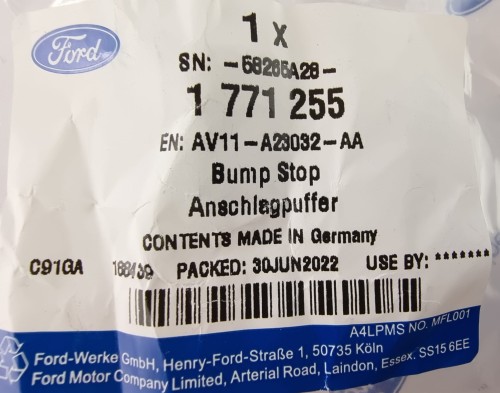 Ford
1 x
SN: -58265A28-
1 771 255
EN: AV11-A29032-AA
Bump Stop
Anschlagpuffer
CONTENTS MADE IN Germany
C91GA 188439 PACKED: 30JUN2022 USE BY: *******
A4LPMS NO. MFL001
Ford-Werke GmbH, Henry-Ford-Straße 1, 50735 Köln
Ford Motor Company Limited, Arterial Road, Laindon, Essex. SS15 6EE